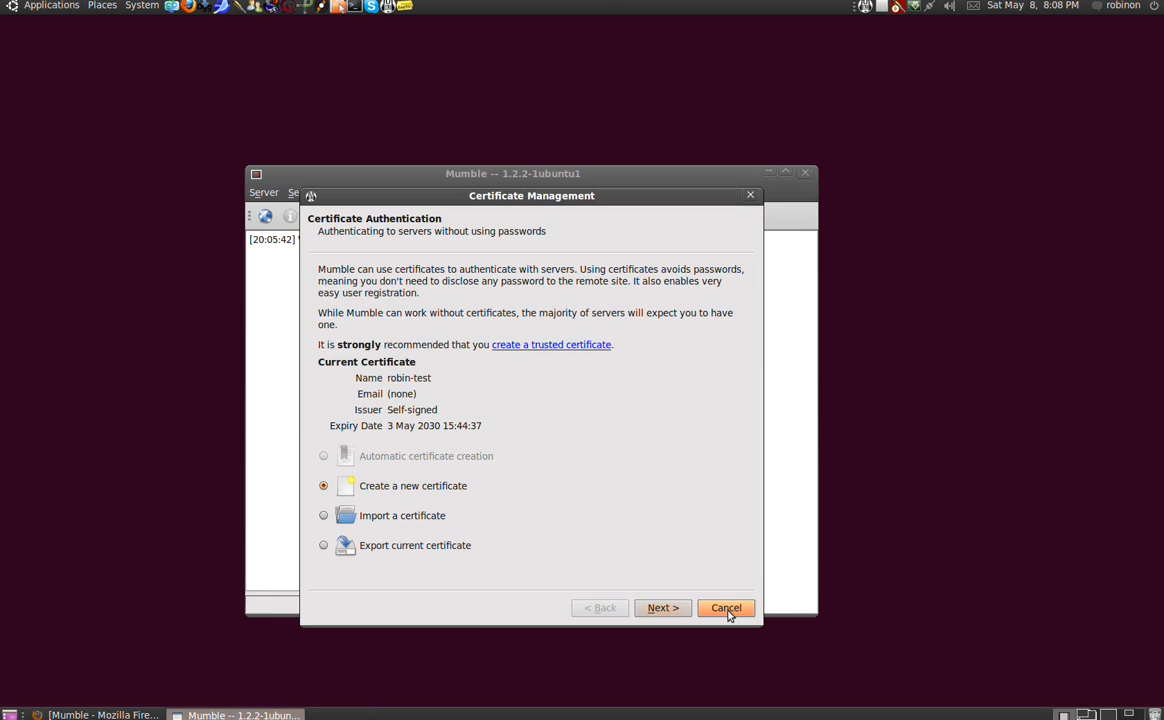 Applications Places System
Sat May 8, 8:08 PM robinon
Mumble -- 1.2.2-1ubuntu1
Server Se
Certificate Management
Certificate Authentication
Authenticating to servers without using passwords
[20:05:42]
Mumble can use certificates to authenticate with servers. Using certificates avoids passwords,
meaning you don't need to disclose any password to the remote site. It also enables very
easy user registration.
While Mumble can work without certificates, the majority of servers will expect you to have
one.
It is strongly recommended that you create a trusted certificate.
Current Certificate
Name robin-test
Email (none)
Issuer Self-signed
Expiry Date 3 May 2030 15:44:37
Automatic certificate creation
Create a new certificate
Import a certificate
Export current certificate
< Back Next > Cancel
[Mumble - Mozilla Fire... Mumble -- 1.2.2-1ubun...